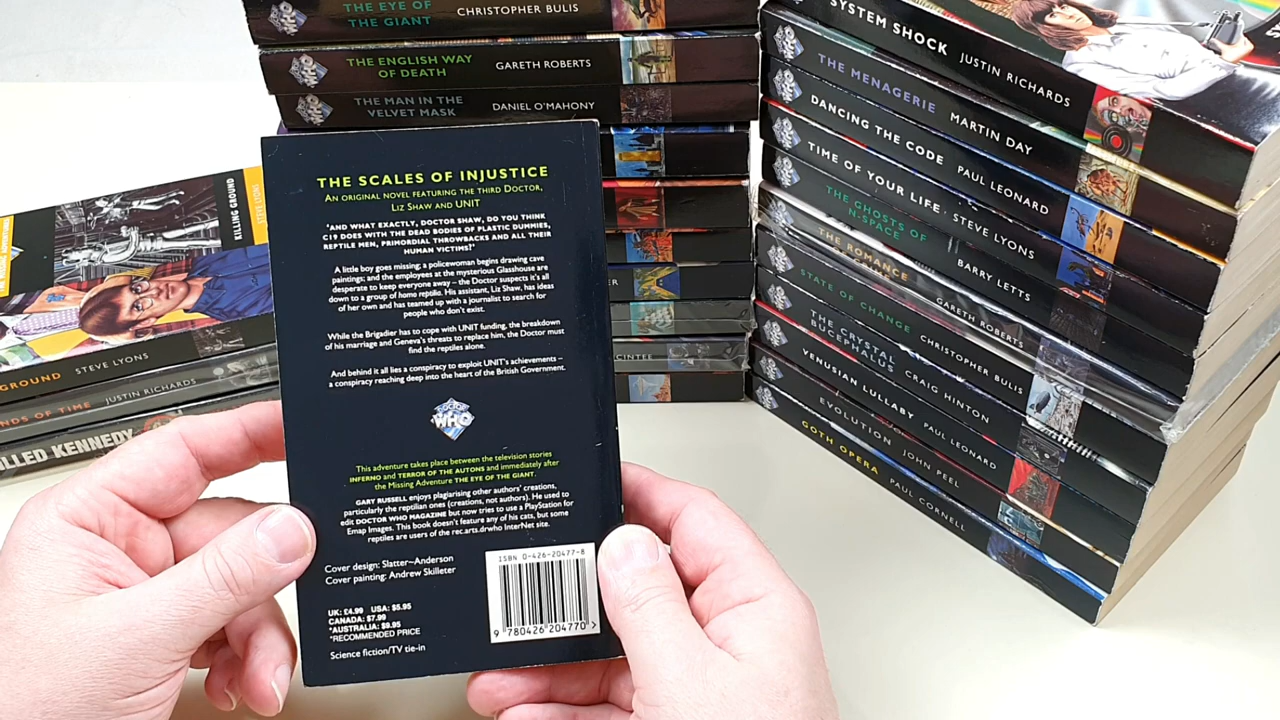 THE EYE OF
THE GIANT
CHRISTOPHER BULIS
THE ENGLISH WAY
OF DEATH
GARETH ROBERTS
THE MAN IN THE
VELVET MASK
DANIEL O'MAHONY
THE SCALES OF INJUSTICE
AN ORIGINAL NOVEL FEATURING THE THIRD DOCTOR,
LIZ SHAW AND UNIT
'AND WHAT EXACTLY, DOCTOR SHAW, DO YOU THINK
C19 DOES WITH THE DEAD BODIES OF PLASTIC DUMMIES,
REPTILE MEN, PRIMORDIAL THROWBACKS AND ALL THEIR
HUMAN VICTIMS?'
A little boy goes missing; a policewoman begins drawing cave
paintings; and the employees at the mysterious Glasshouse are
desperate to keep everyone away – the Doctor suspects it's all
down to a group of homo reptilia. His assistant, Liz Shaw, has ideas
of her own and has teamed up with a journalist to search for
people who don't exist.
While the Brigadier has to cope with UNIT funding, the breakdown
of his marriage and Geneva's threats to replace him, the Doctor must
find the reptiles alone.
And behind it all lies a conspiracy to exploit UNIT's achievements –
a conspiracy reaching deep into the heart of the British Government.
DOCTOR
WHO
This adventure takes place between the television stories
INFERNO and TERROR OF THE AUTONS and immediately after
the Missing Adventure THE EYE OF THE GIANT.
GARY RUSSELL enjoys plagiarising other authors' creations,
particularly the reptilian ones (creations, not authors). He used to
edit DOCTOR WHO MAGAZINE but now tries to use a PlayStation for
Emap Images. This book doesn't feature any of his cats, but some
reptiles are users of the rec.arts.drwho InterNet site.
Cover design: Slatter~Anderson
Cover painting: Andrew Skilleter
UK: £4.99 USA: $5.95
CANADA: $7.99
*AUSTRALIA: $9.95
*RECOMMENDED PRICE
Science fiction/TV tie-in
ISBN 0-426-20477-8
9 780426 204770 >
KILLING GROUND
STEVE LYONS
GROUND STEVE LYONS
NDS OF TIME JUSTIN RICHARDS
LLED KENNEDY
ER
CINTEE
SYSTEM SHOCK JUSTIN RICHARDS
THE MENAGERIE MARTIN DAY
DANCING THE CODE PAUL LEONARD
TIME OF YOUR LIFE STEVE LYONS
THE GHOSTS OF
N-SPACE
BARRY LETTS
THE ROMANCE
GARETH ROBERTS
STATE OF CHANGE CHRISTOPHER BULIS
THE CRYSTAL
BUCEPHALUS
CRAIG HINTON
VENUSIAN LULLABY PAUL LEONARD
EVOLUTION JOHN PEEL
GOTH OPERA PAUL CORNELL